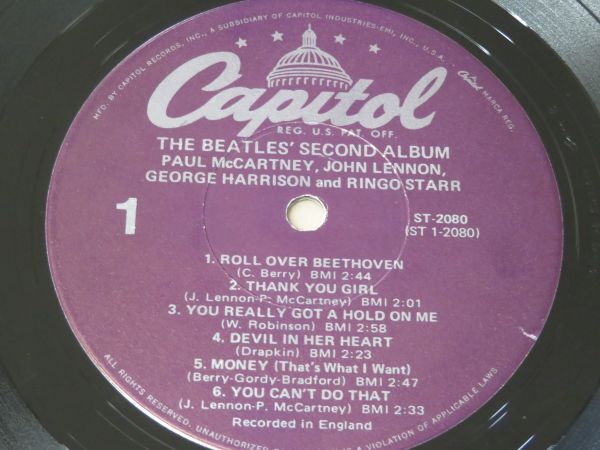 MFD. BY CAPITOL RECORDS, INC., A SUBSIDIARY OF CAPITOL INDUSTRIES-EMI, INC., U.S.A.
Capitol MARCA REG.
Capitol
REG. U.S. PAT. OFF.
THE BEATLES' SECOND ALBUM
PAUL McCARTNEY, JOHN LENNON,
GEORGE HARRISON and RINGO STARR
1
ST-2080
(ST 1-2080)
1. ROLL OVER BEETHOVEN
(C. Berry) BMI 2:44
2. THANK YOU GIRL
(J. Lennon-P. McCartney) BMI 2:01
3. YOU REALLY GOT A HOLD ON ME
(W. Robinson) BMI 2:58
4. DEVIL IN HER HEART
(Drapkin) BMI 2:23
5. MONEY (That's What I Want)
(Berry-Gordy-Bradford) BMI 2:47
6. YOU CAN'T DO THAT
(J. Lennon-P. McCartney) BMI 2:33
Recorded in England
ALL RIGHTS RESERVED. UNAUTHORIZED IS A VIOLATION OF APPLICABLE LAWS